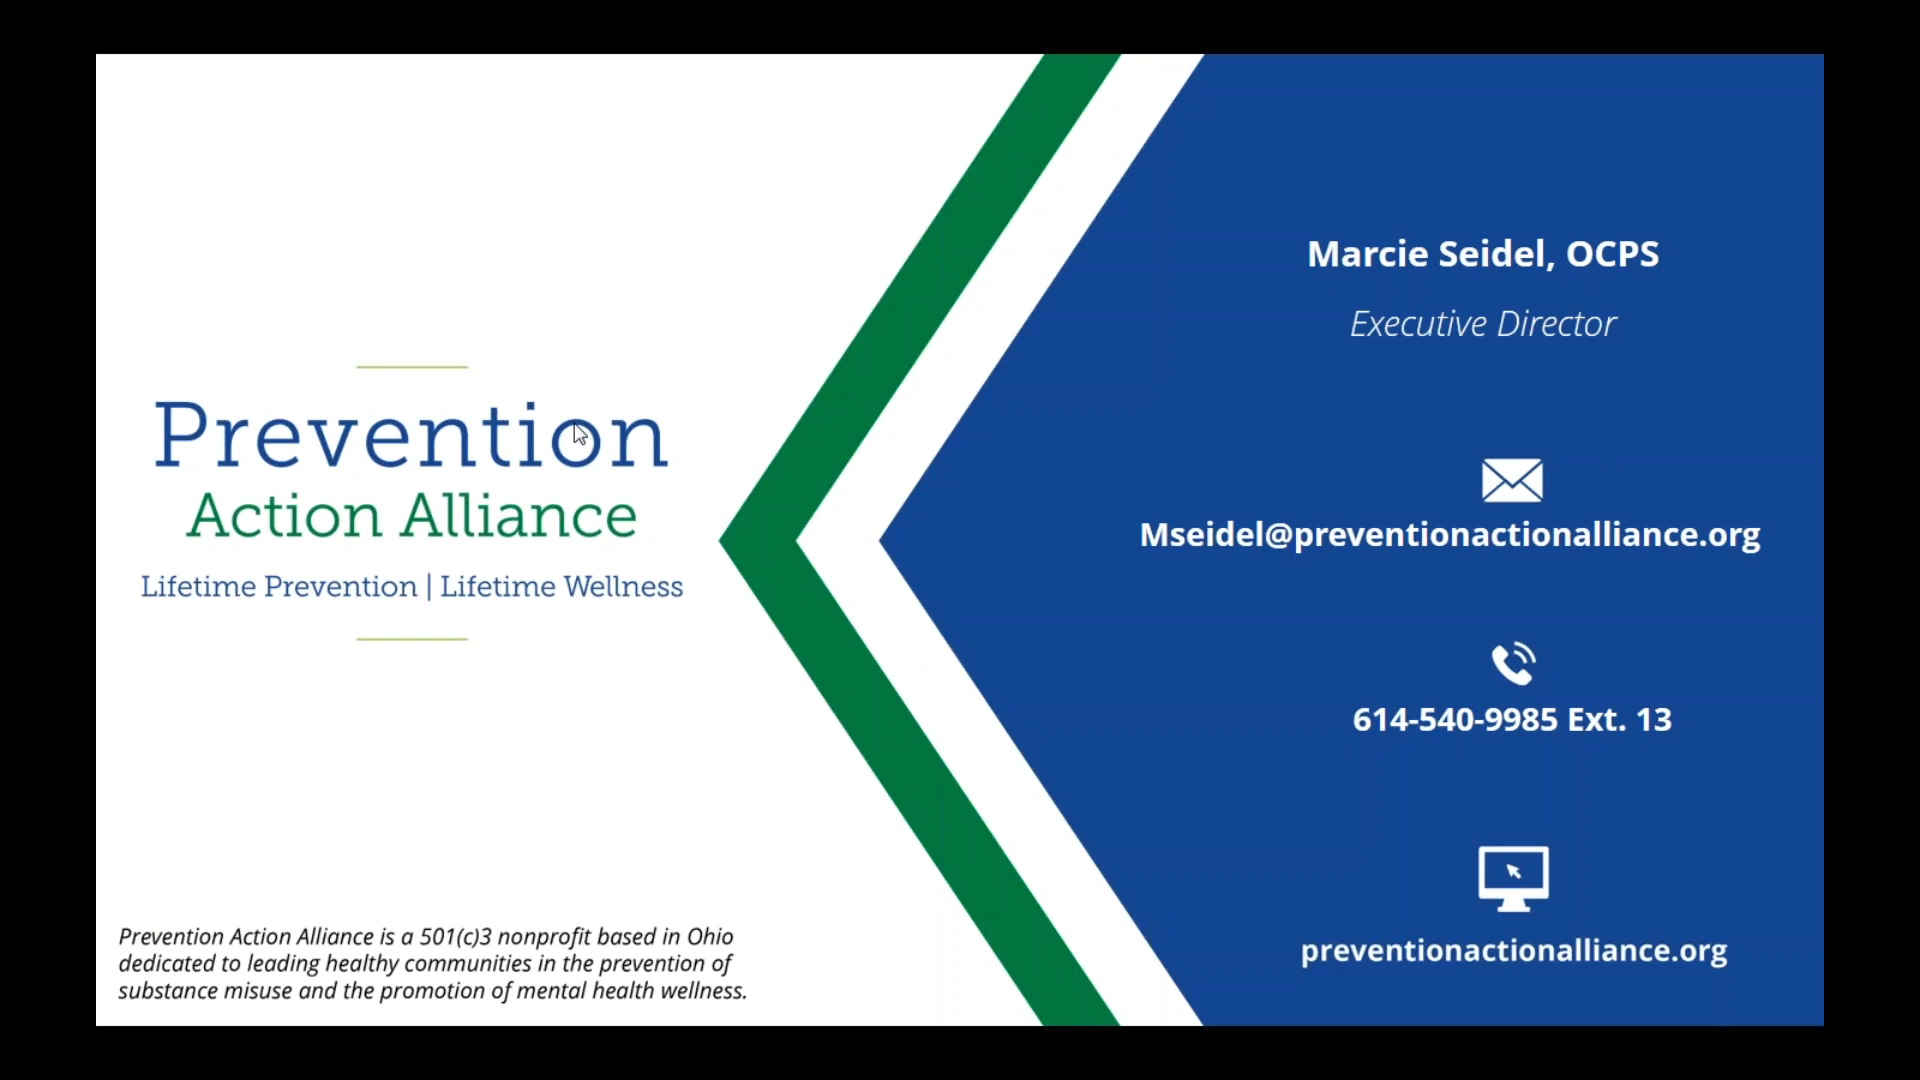 Prevention
Action Alliance
Lifetime Prevention | Lifetime Wellness
Prevention Action Alliance is a 501(c)3 nonprofit based in Ohio
dedicated to leading healthy communities in the prevention of
substance misuse and the promotion of mental health wellness.
Marcie Seidel, OCPS
Executive Director
Mseidel@preventionactionalliance.org
614-540-9985 Ext. 13
preventionactionalliance.org